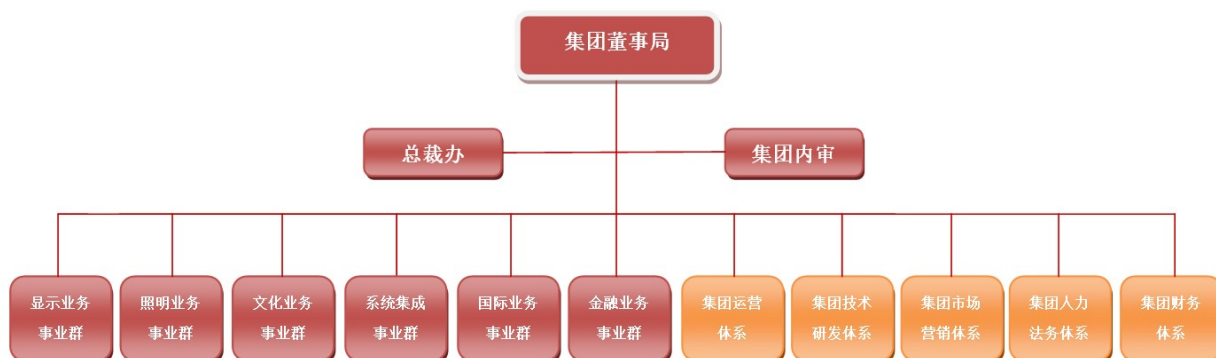 集团董事局
总裁办
集团内审
显示业务
事业群
照明业务
事业群
文化业务
事业群
系统集成
事业群
国际业务
事业群
金融业务
事业群
集团运营
体系
集团技术
研发体系
集团市场
营销体系
集团人力
法务体系
集团财务
体系